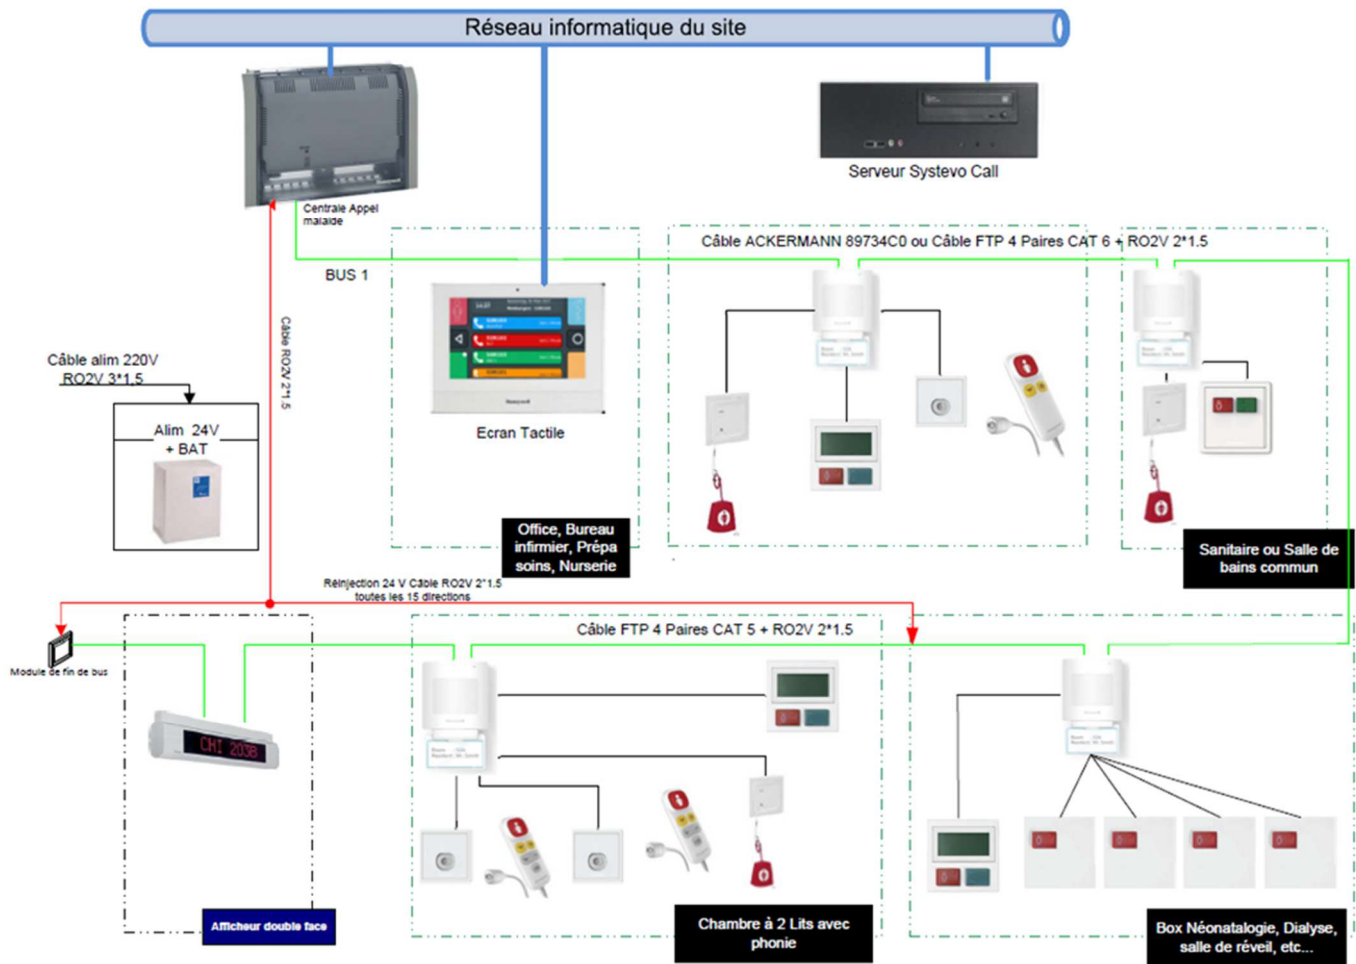 Réseau informatique du site
Serveur Systevo Call
Centrale Appel
malaide
Câble ACKERMANN 89734C0 ou Câble FTP 4 Paires CAT 6 + RO2V 2*1.5
BUS 1
Câble RO2V 2*1.5
Câble alim 220V
RO2V 3*1,5
Alim 24V
+ BAT
Honeywell
Ecran Tactile
Office, Bureau
infirmier, Prépa
soins, Nurserie
Sanitaire ou Salle de
bains commun
Réinjection 24 V Câble RO2V 2*1.5
toutes les 15 directions
Module de fin de bus
Câble FTP 4 Paires CAT 5 + RO2V 2*1.5
CHI 203B
Afficheur double face
Chambre à 2 Lits avec
phonie
Box Néonatalogie, Dialyse,
salle de réveil, etc...